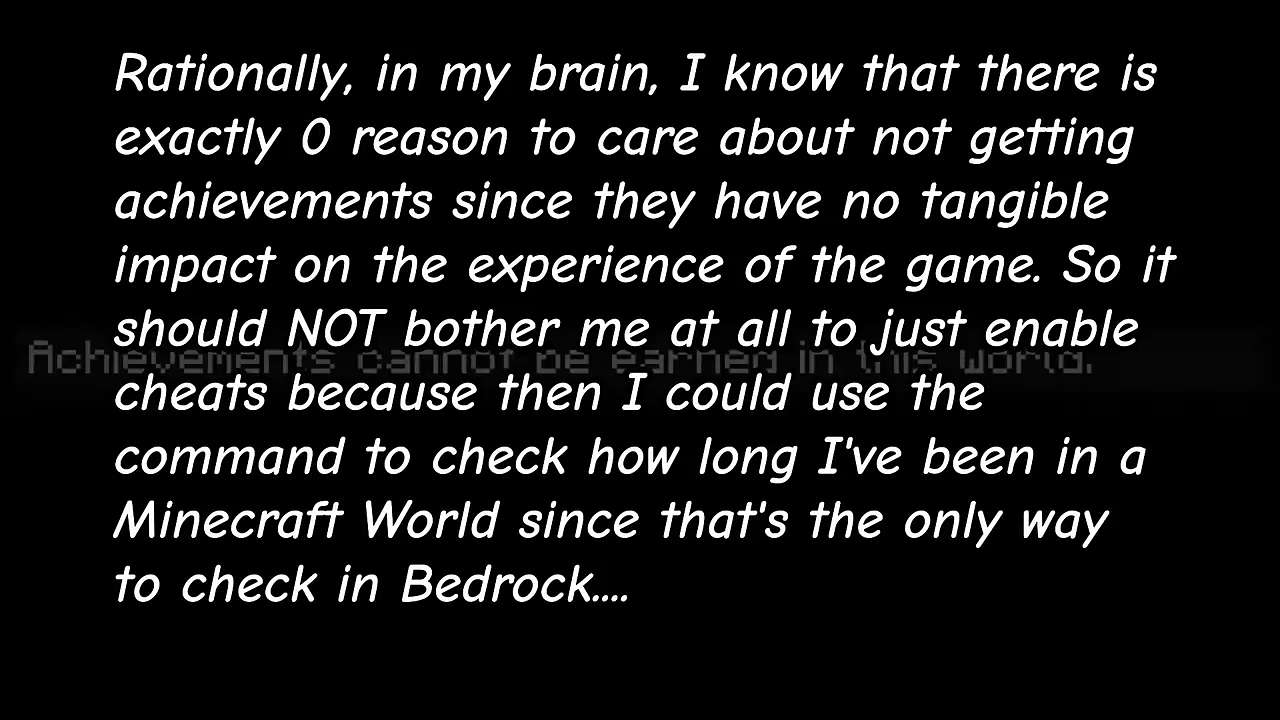 Rationally, in my brain, I know that there is
exactly 0 reason to care about not getting
achievements since they have no tangible
impact on the experience of the game. So it
should NOT bother me at all to just enable
Achievements cannot be earned in this world.
cheats because then I could use the
command to check how long I've been in a
Minecraft World since that's the only way
to check in Bedrock....